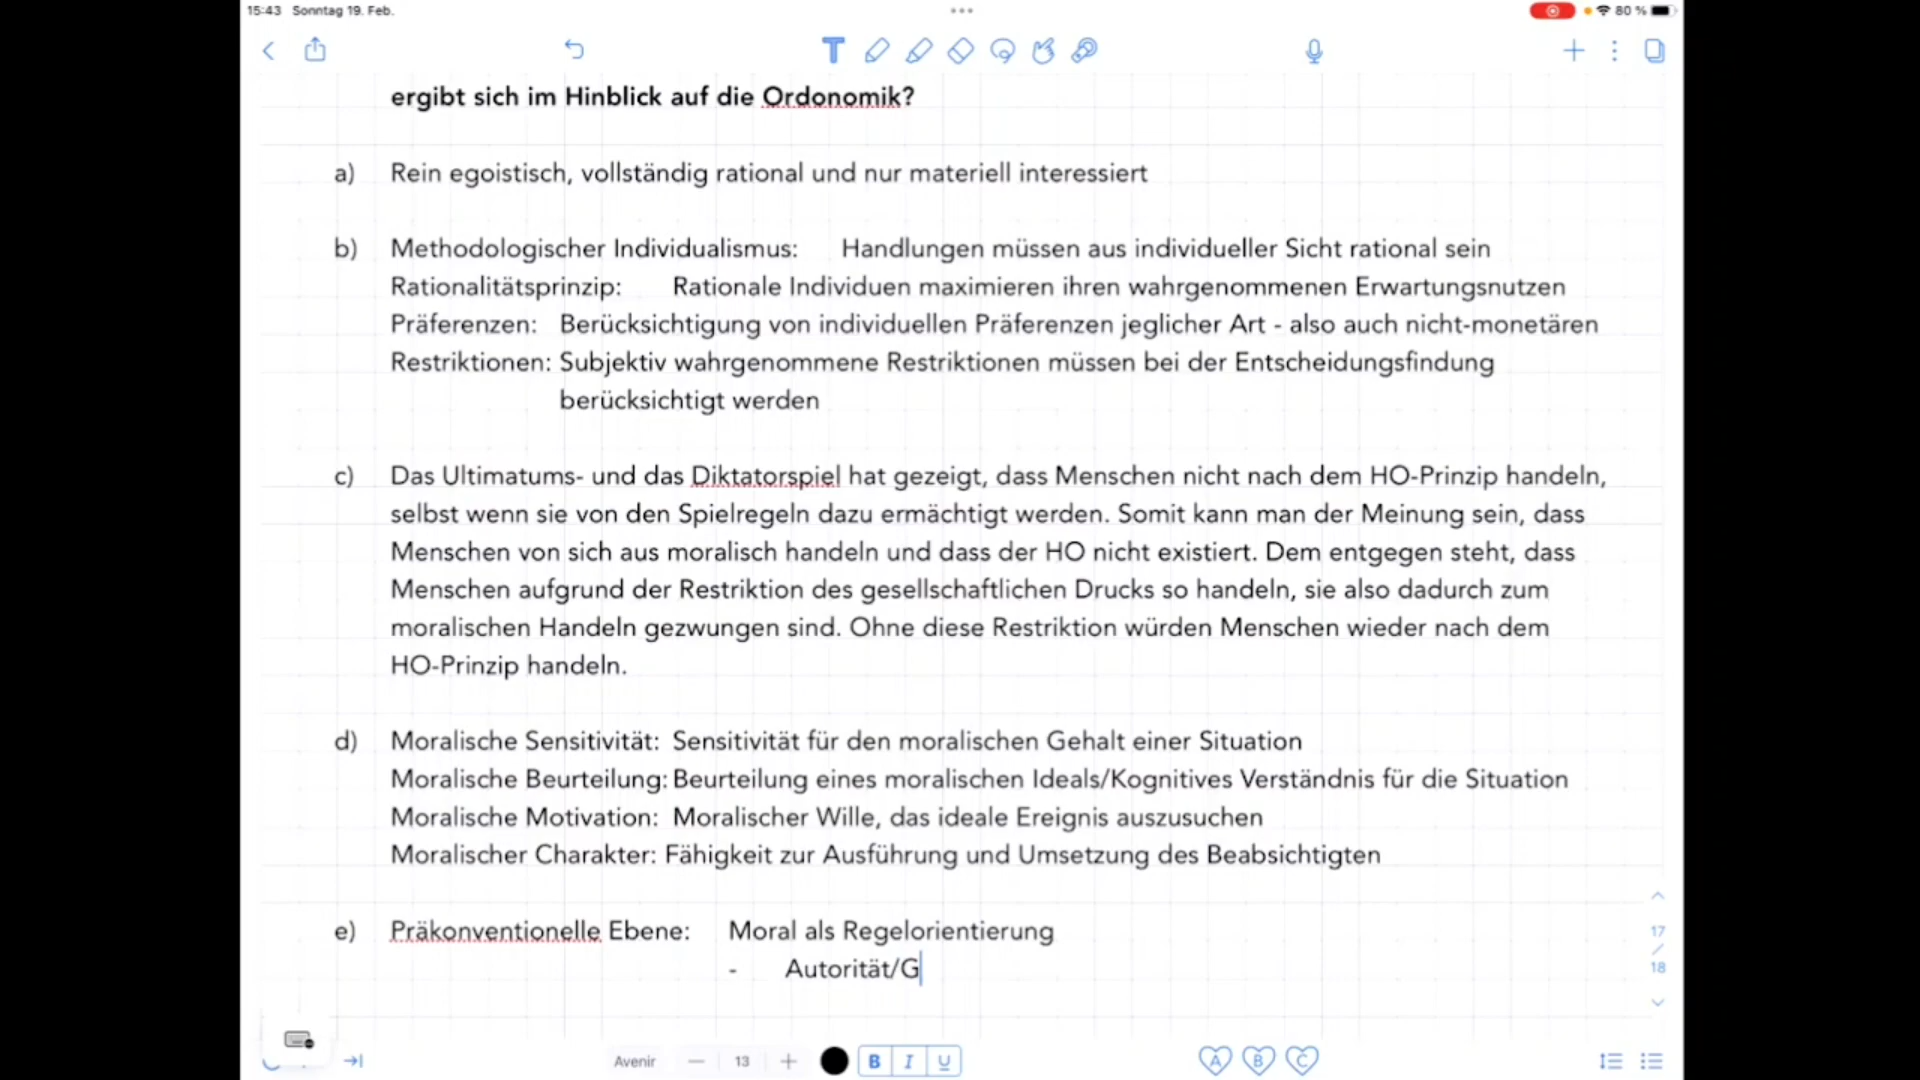 15:43 Sonntag 19. Feb.
80 %
T
ergibt sich im Hinblick auf die Ordonomik?
a) Rein egoistisch, vollständig rational und nur materiell interessiert
b) Methodologischer Individualismus: Handlungen müssen aus individueller Sicht rational sein
Rationalitätsprinzip: Rationale Individuen maximieren ihren wahrgenommenen Erwartungsnutzen
Präferenzen: Berücksichtigung von individuellen Präferenzen jeglicher Art - also auch nicht-monetären
Restriktionen: Subjektiv wahrgenommene Restriktionen müssen bei der Entscheidungsfindung
berücksichtigt werden
c) Das Ultimatums- und das Diktatorspiel hat gezeigt, dass Menschen nicht nach dem HO-Prinzip handeln,
selbst wenn sie von den Spielregeln dazu ermächtigt werden. Somit kann man der Meinung sein, dass
Menschen von sich aus moralisch handeln und dass der HO nicht existiert. Dem entgegen steht, dass
Menschen aufgrund der Restriktion des gesellschaftlichen Drucks so handeln, sie also dadurch zum
moralischen Handeln gezwungen sind. Ohne diese Restriktion würden Menschen wieder nach dem
HO-Prinzip handeln.
d) Moralische Sensitivität: Sensitivität für den moralischen Gehalt einer Situation
Moralische Beurteilung: Beurteilung eines moralischen Ideals/Kognitives Verständnis für die Situation
Moralische Motivation: Moralischer Wille, das ideale Ereignis auszusuchen
Moralischer Charakter: Fähigkeit zur Ausführung und Umsetzung des Beabsichtigten
e) Präkonventionelle Ebene: Moral als Regelorientierung
- Autorität/G
17
/
18
Avenir — 13 + B I U A B C